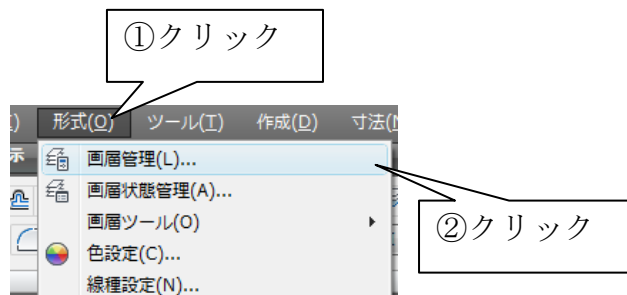 ①クリック
形式(O) ツール(T) 作成(D) 寸法(
示
画層管理(L)...
画層状態管理(A)...
画層ツール(O)
②クリック
色設定(C)...
線種設定(N)...